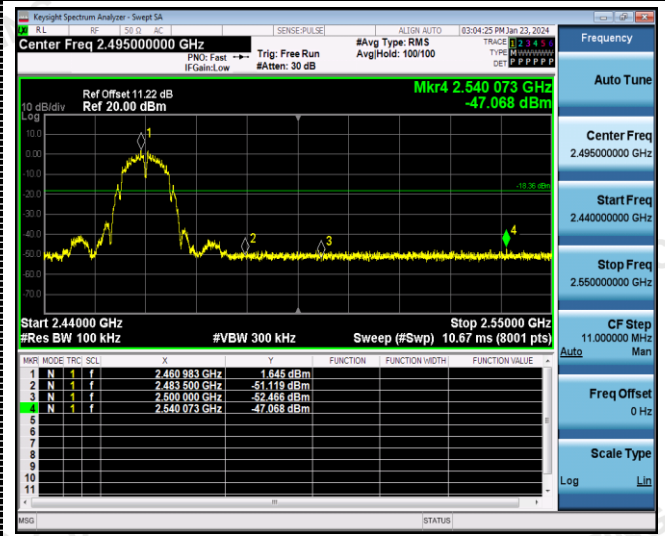 Keysight Spectrum Analyzer - Swept SA
RL RF 50 Ω AC SENSE:PULSE ALIGN AUTO 03:04:25 PM Jan 23, 2024
Center Freq 2.495000000 GHz
PNO: Fast
IFGain:Low
Trig: Free Run
#Atten: 30 dB
#Avg Type: RMS
Avg|Hold: 100/100
TRACE 1 2 3 4 5 6
TYPE M W W W W W
DET P P P P P P
Frequency
Auto Tune
Center Freq
2.495000000 GHz
Start Freq
2.440000000 GHz
Stop Freq
2.550000000 GHz
CF Step
11.000000 MHz
Auto Man
Freq Offset
0 Hz
Scale Type
Log Lin
Mkr4 2.540 073 GHz
-47.068 dBm
Ref Offset 11.22 dB
10 dB/div Ref 20.00 dBm
Log
10.0
0.00
-10.0
-20.0
-30.0
-40.0
-50.0
-60.0
-70.0
1
2
3
4
-18.36 dBm
Start 2.44000 GHz Stop 2.55000 GHz
#Res BW 100 kHz #VBW 300 kHz Sweep (#Swp) 10.67 ms (8001 pts)
MKR MODE TRC SCL X Y FUNCTION FUNCTION WIDTH FUNCTION VALUE
1 N 1 f 2.460 983 GHz 1.645 dBm
2 N 1 f 2.483 500 GHz -51.119 dBm
3 N 1 f 2.500 000 GHz -52.466 dBm
4 N 1 f 2.540 073 GHz -47.068 dBm
5
6
7
8
9
10
11
MSG STATUS